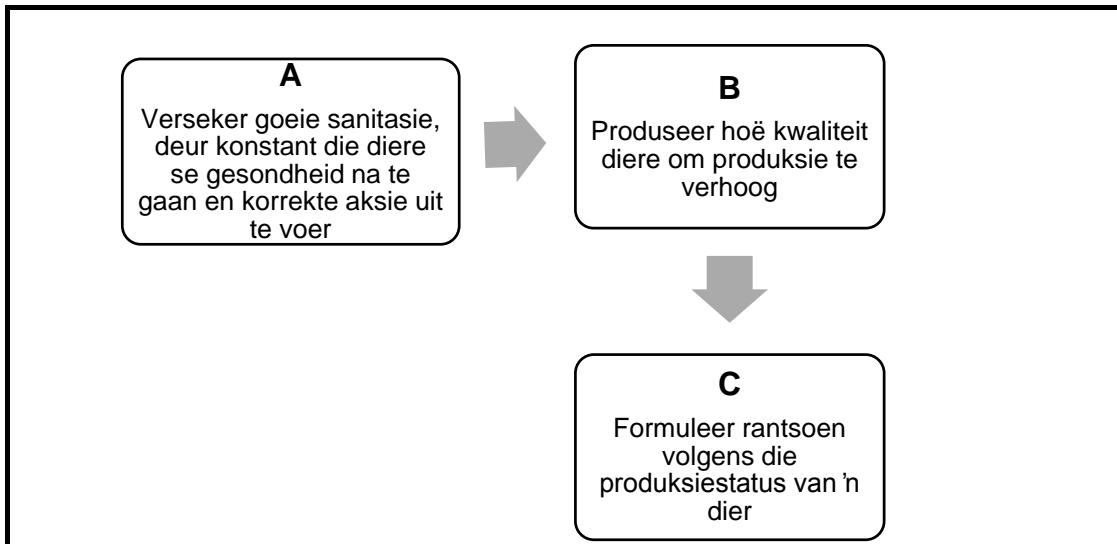 A
Verseker goeie sanitasie,
deur konstant die diere
se gesondheid na te
gaan en korrekte aksie uit
te voer
B
Produseer hoë kwaliteit
diere om produksie te
verhoog
C
Formuleer rantsoen
volgens die
produksiestatus van 'n
dier